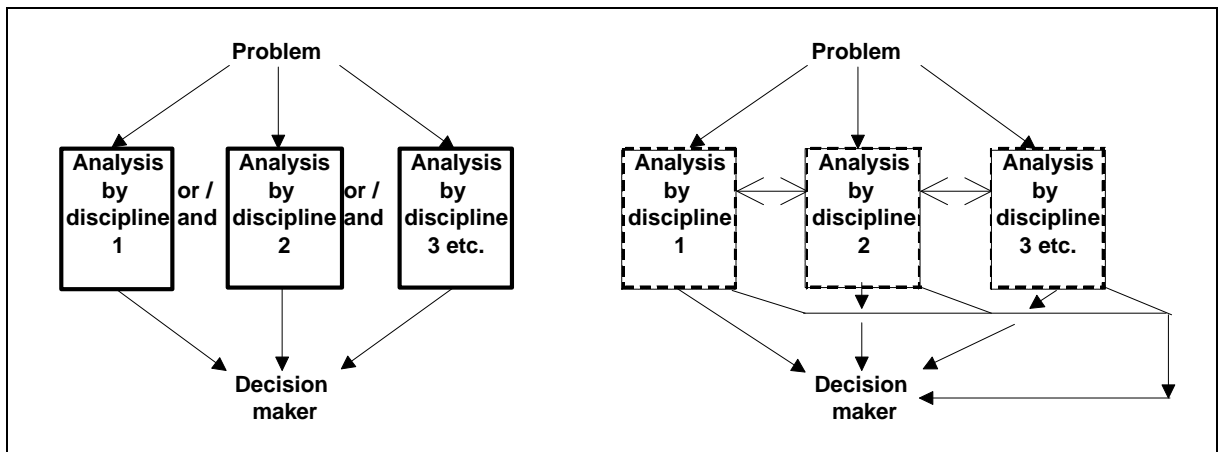 Problem
Analysis
by
discipline
1
or /
and
Analysis
by
discipline
2
or /
and
Analysis
by
discipline
3 etc.
Decision
maker
Problem
Analysis
by
discipline
1
Analysis
by
discipline
2
Analysis
by
discipline
3 etc.
Decision
maker